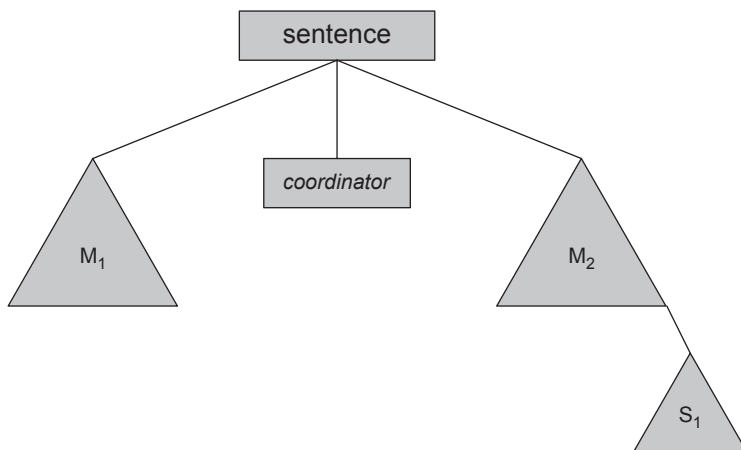 sentence
coordinator
M₁
M₂
S₁